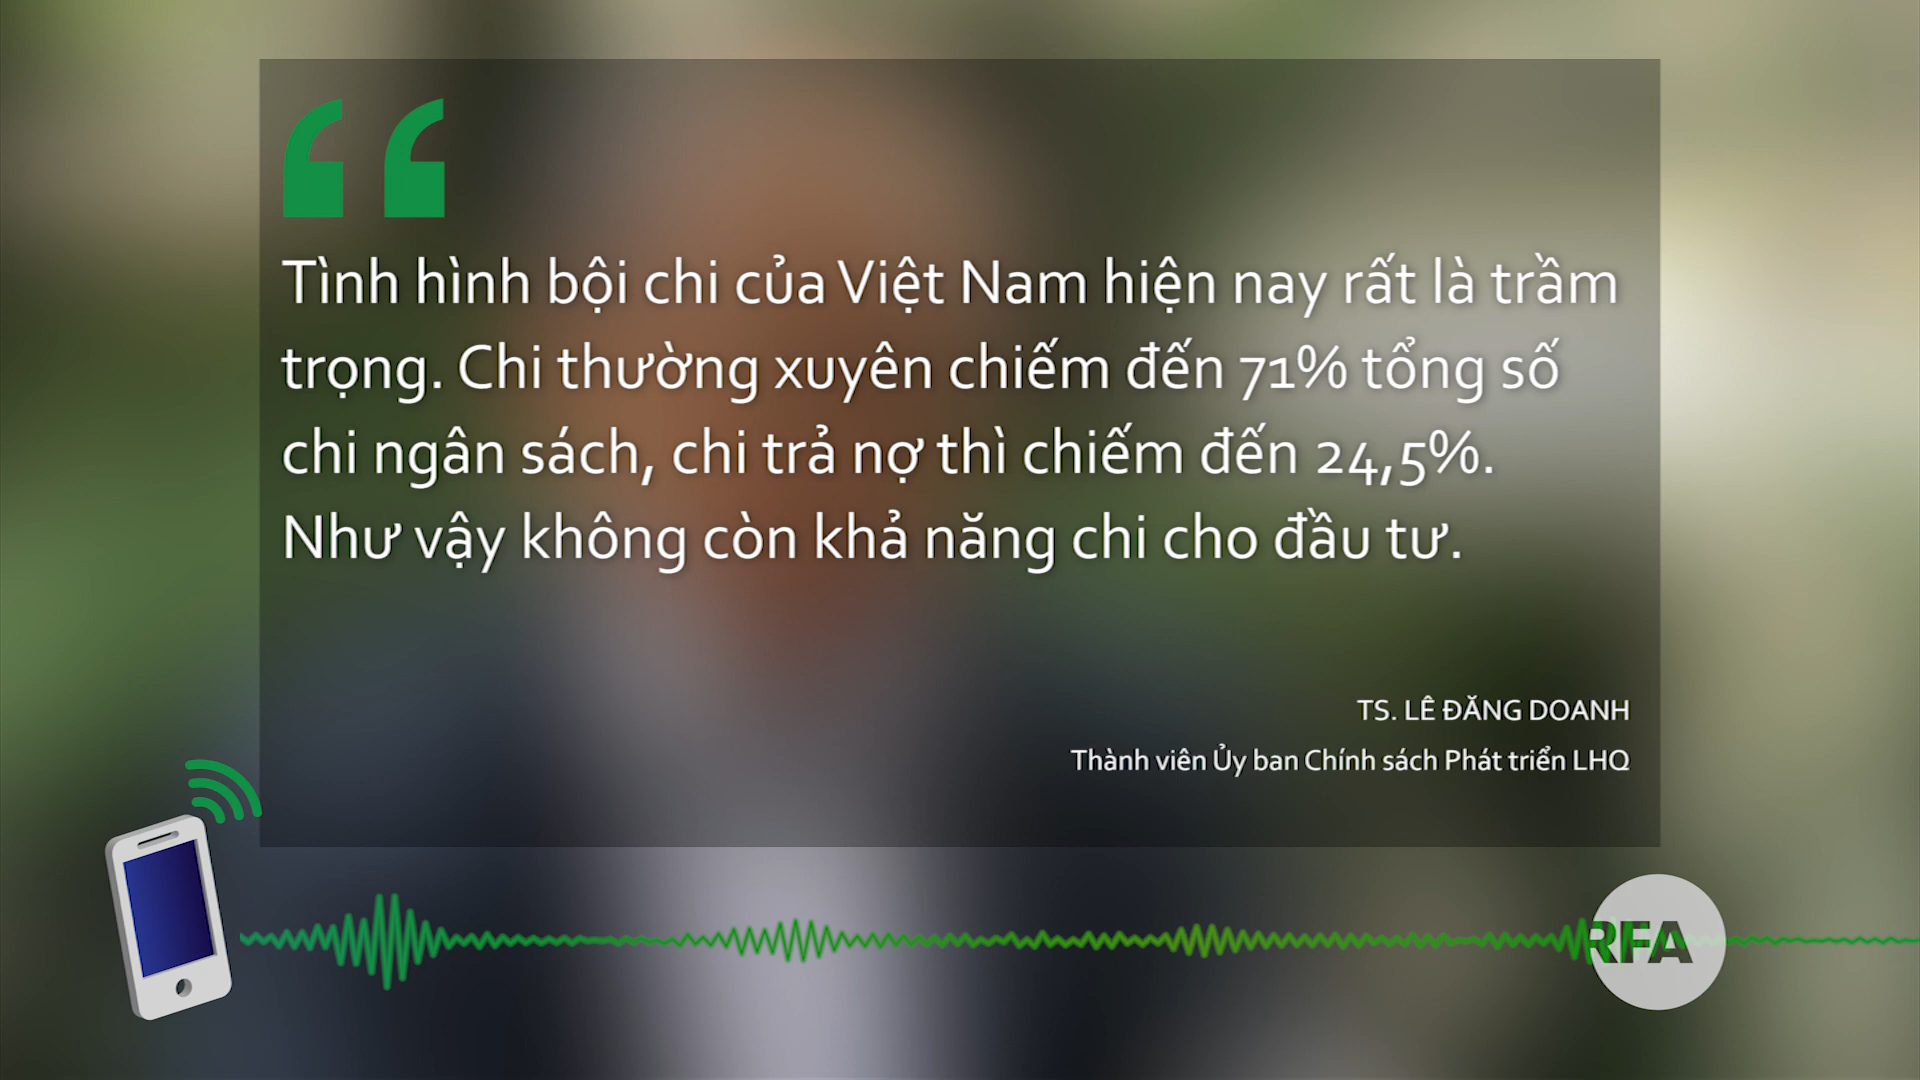 Tình hình bội chi của Việt Nam hiện nay rất là trầm
trọng. Chi thường xuyên chiếm đến 71% tổng số
chi ngân sách, chi trả nợ thì chiếm đến 24,5%.
Như vậy không còn khả năng chi cho đầu tư.
TS. LÊ ĐĂNG DOANH
Thành viên Ủy ban Chính sách Phát triển LHQ
RFA